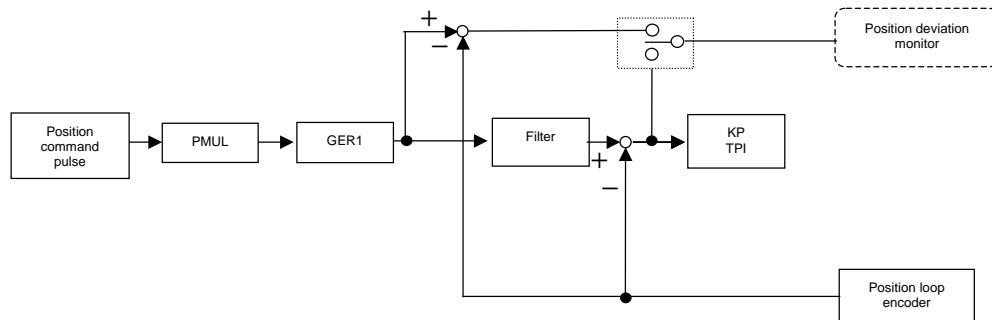 +
−
Position deviation
monitor
Position
command
pulse
PMUL
GER1
Filter
+
−
KP
TPI
Position loop
encoder